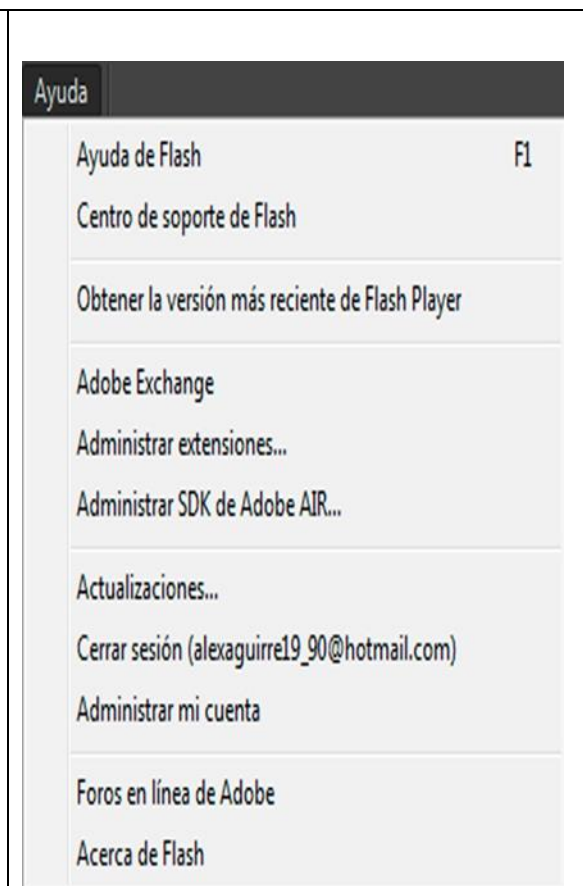 Ayuda
Ayuda de Flash F1
Centro de soporte de Flash
Obtener la versión más reciente de Flash Player
Adobe Exchange
Administrar extensiones...
Administrar SDK de Adobe AIR...
Actualizaciones...
Cerrar sesión (alexaguirre19_90@hotmail.com)
Administrar mi cuenta
Foros en línea de Adobe
Acerca de Flash